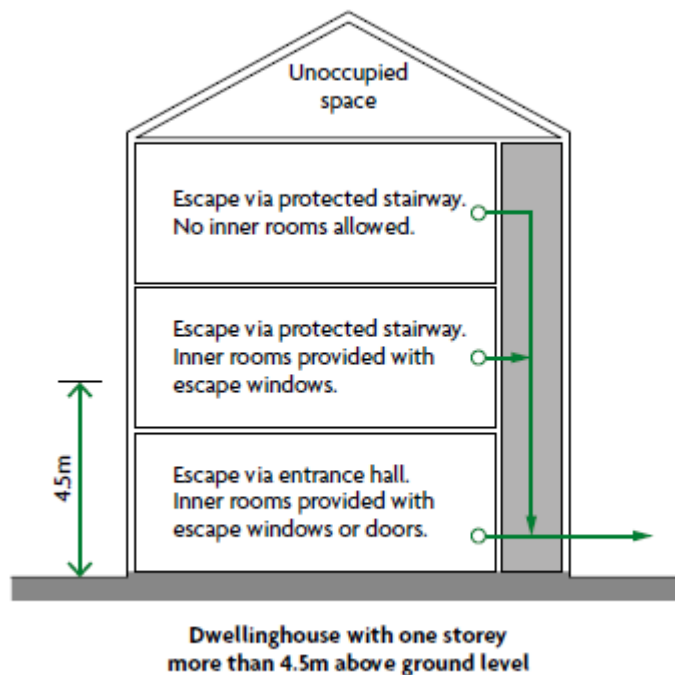 Unoccupied
space
Escape via protected stairway.
No inner rooms allowed.
Escape via protected stairway.
Inner rooms provided with
escape windows.
4.5m
Escape via entrance hall.
Inner rooms provided with
escape windows or doors.
Dwellinghouse with one storey
more than 4.5m above ground level